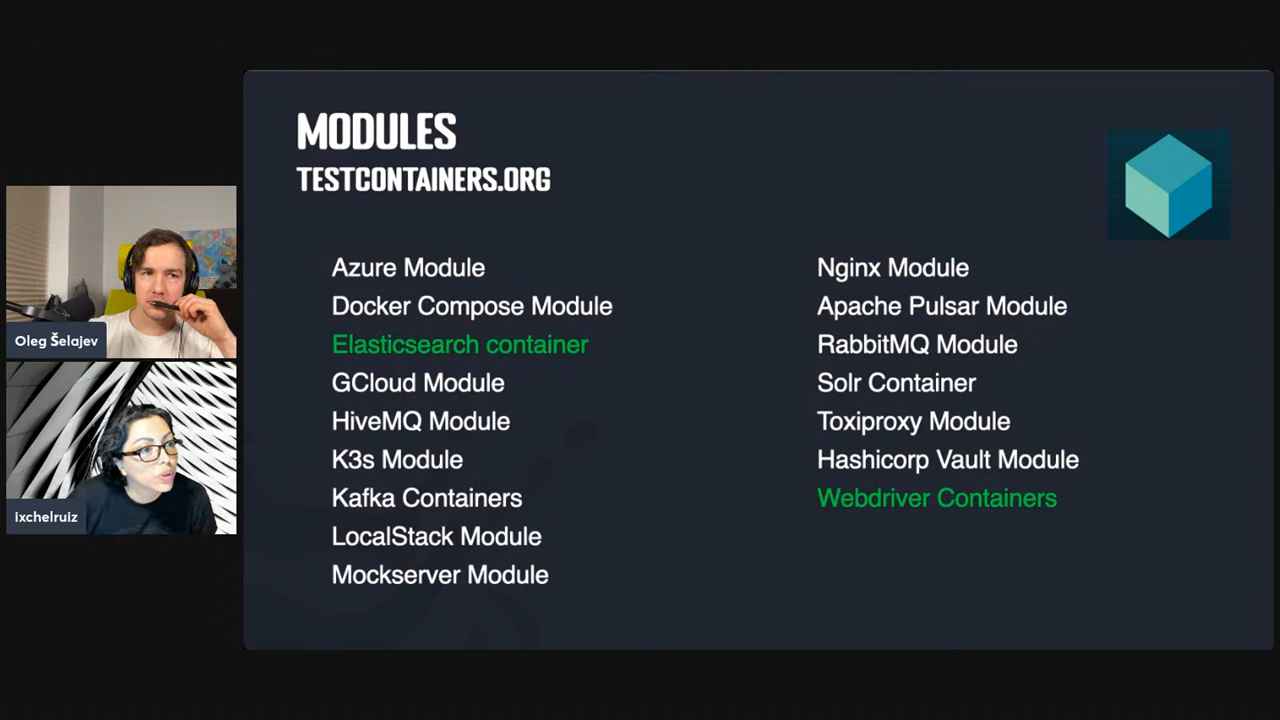 MODULES
TESTCONTAINERS.ORG
Azure Module
Docker Compose Module
Elasticsearch container
GCloud Module
HiveMQ Module
K3s Module
Kafka Containers
LocalStack Module
Mockserver Module
Nginx Module
Apache Pulsar Module
RabbitMQ Module
Solr Container
Toxiproxy Module
Hashicorp Vault Module
Webdriver Containers
Oleg Šelajev
ixchelruiz